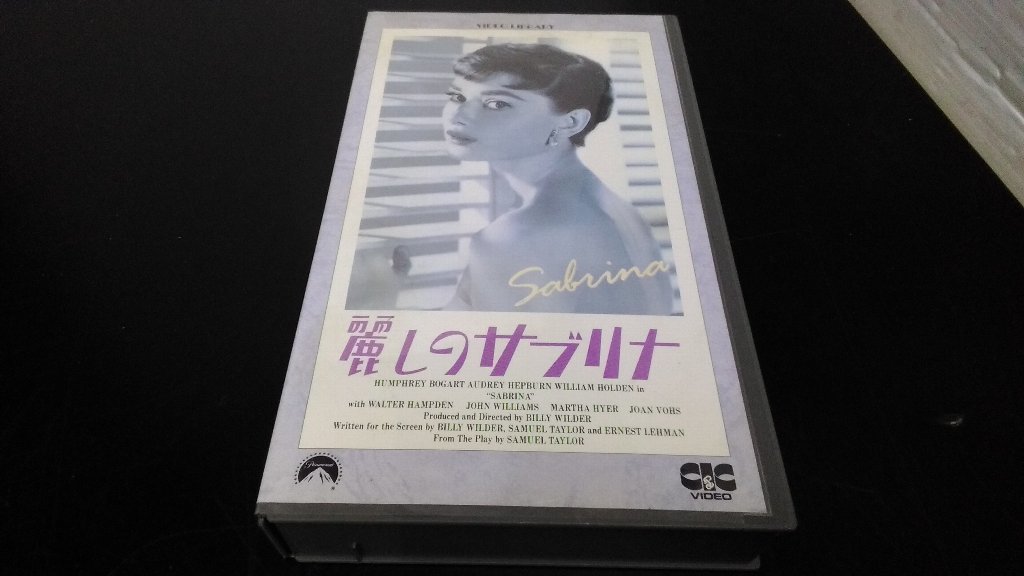 VIDEO LIBRARY
Sabrina
麗しのサブリナ
HUMPHREY BOGART AUDREY HEPBURN WILLIAM HOLDEN in
"SABRINA"
with WALTER HAMPDEN JOHN WILLIAMS MARTHA HYER JOAN VOHS
Produced and Directed by BILLY WILDER
Written for the Screen by BILLY WILDER, SAMUEL TAYLOR and ERNEST LEHMAN
From The Play by SAMUEL TAYLOR
Paramount
CIC
VIDEO